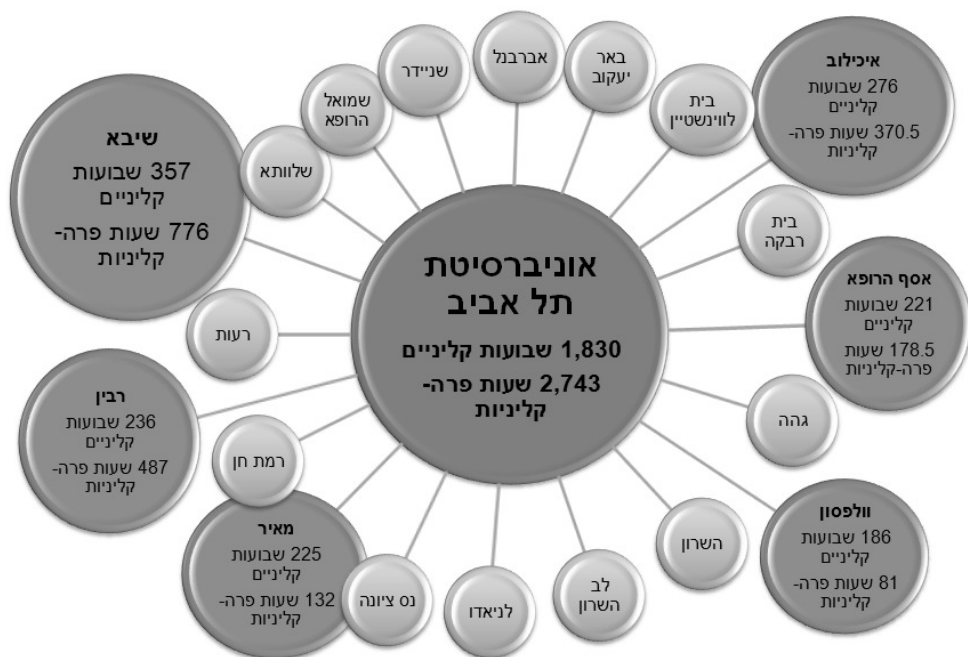 אוניברסיטת
תל אביב
1,830 שבועות קליניים
2,743 שעות פרה-
קליניות
אברבנל
באר
יעקוב
בית
לווינשטיין
איכילוב
276 שבועות
קליניים
370.5 שעות פרה-
קליניות
בית
רבקה
אסף הרופא
221 שבועות
קליניים
178.5 שעות
פרה-קליניות
גהה
וולפסון
186 שבועות
קליניים
81 שעות פרה-
קליניות
השרון
לב
השרון
לניאדו
נס ציונה
מאיר
225 שבועות
קליניים
132 שעות פרה-
קליניות
רמת חן
רבין
236 שבועות
קליניים
487 שעות פרה-
קליניות
רעות
שיבא
357 שבועות
קליניים
776 שעות פרה-
קליניות
שלוותא
שמואל
הרופא
שניידר